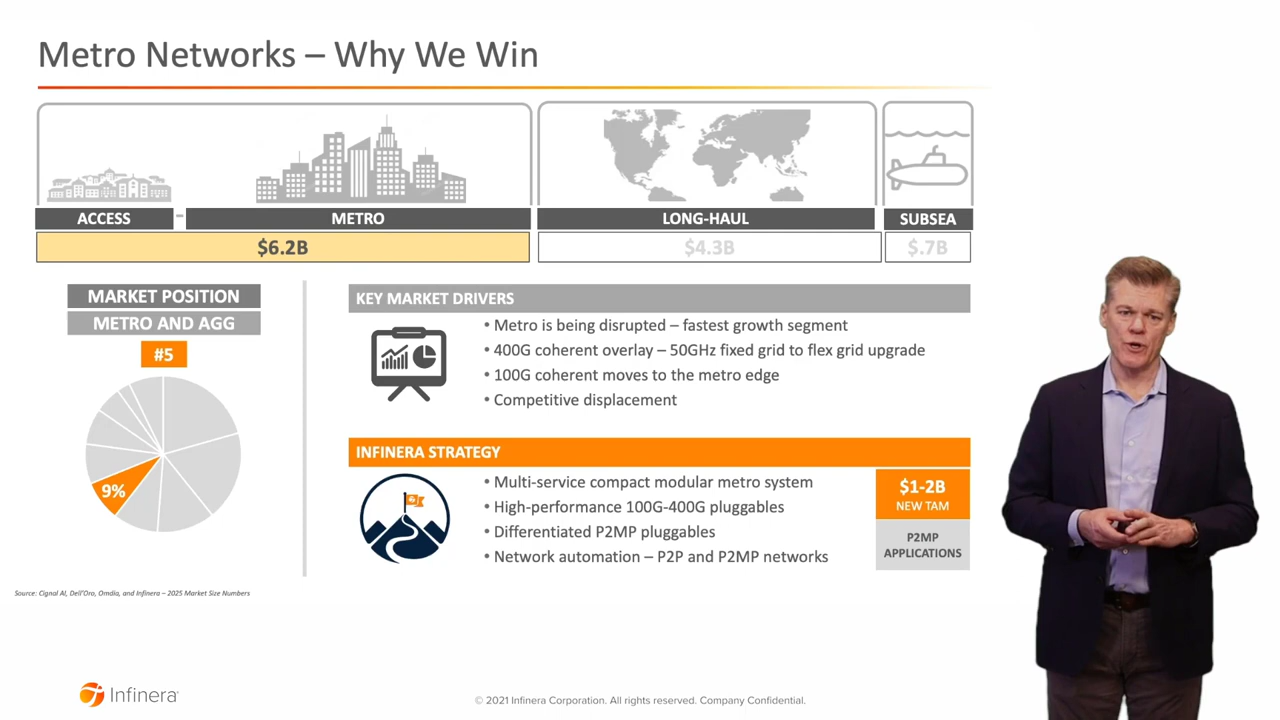 Metro Networks – Why We Win
ACCESS - METRO LONG-HAUL SUBSEA
$6.2B $4.3B $.7B
MARKET POSITION
METRO AND AGG
#5
9%
KEY MARKET DRIVERS
• Metro is being disrupted – fastest growth segment
• 400G coherent overlay – 50GHz fixed grid to flex grid upgrade
• 100G coherent moves to the metro edge
• Competitive displacement
INFINERA STRATEGY
• Multi-service compact modular metro system
• High-performance 100G-400G pluggables
• Differentiated P2MP pluggables
• Network automation – P2P and P2MP networks
$1-2B
NEW TAM
P2MP
APPLICATIONS
Source: Cignal AI, Dell'Oro, Omdia, and Infinera – 2025 Market Size Numbers
Infinera
© 2021 Infinera Corporation. All rights reserved. Company Confidential.